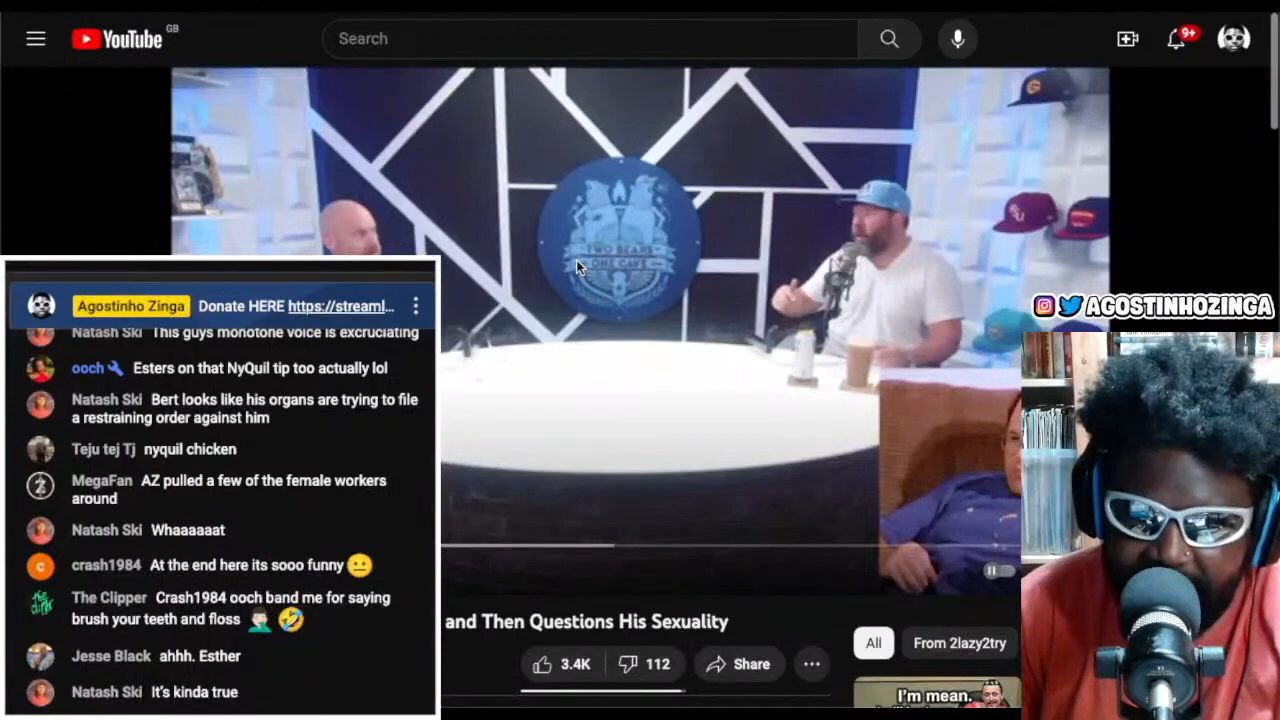 YouTube GB
Search
9+
TWO BEARS
ONE CAVE
Agostinho Zinga Donate HERE https://streaml...
Natash Ski This guys monotone voice is excruciating
ooch Esters on that NyQuil tip too actually lol
Natash Ski Bert looks like his organs are trying to file
a restraining order against him
Teju tej Tj nyquil chicken
MegaFan AZ pulled a few of the female workers
around
Natash Ski Whaaaaaat
crash1984 At the end here its sooo funny 😐
The Clipper Crash1984 ooch band me for saying
brush your teeth and floss 🤦🏻‍♂️ 🤣
Jesse Black ahhh. Esther
Natash Ski It's kinda true
@AGOSTINHOZINGA
and Then Questions His Sexuality
3.4K
112
Share
All
From 2lazy2try
I'm mean.